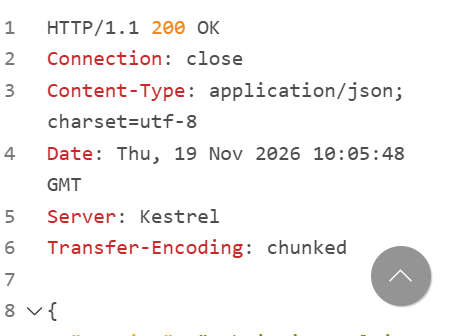 1 HTTP/1.1 200 OK
2 Connection: close
3 Content-Type: application/json;
charset=utf-8
4 Date: Thu, 19 Nov 2026 10:05:48
GMT
5 Server: Kestrel
6 Transfer-Encoding: chunked
7
8 {